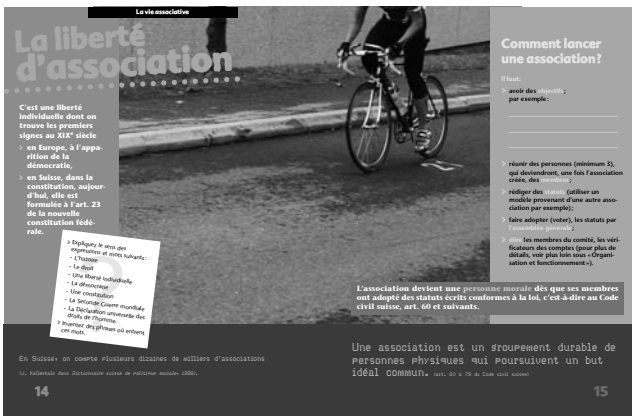 La vie associative
La liberté
d'association
C'est une liberté
individuelle dont on
trouve les premiers
signes au XIXe siècle
> en Europe, à l'appa-
rition de la
démocratie,
> en Suisse, dans la
constitution, aujour-
d'hui, elle est
formulée à l'art. 23
de la nouvelle
constitution fédé-
rale.
> Expliquez le sens des
expressions et mots suivants:
- L'histoire
- Le droit
- Une liberté individuelle
- La démocratie
- Une constitution
- La Seconde Guerre mondiale
- La Déclaration universelle des
droits de l'homme.
> Inventez des phrases où entrent
ces mots.
?
En Suisse, on compte plusieurs dizaines de milliers d'associations
(J. Kellerhals dans Dictionnaire suisse de politique sociale, 1998).
14
Comment lancer
une association?
Il faut:
> avoir des objectifs;
par exemple:
> réunir des personnes (minimum 3),
qui deviendront, une fois l'association
créée, des membres;
> rédiger des statuts (utiliser un
modèle provenant d'une autre asso-
ciation par exemple);
> faire adopter (voter), les statuts par
l'assemblée générale;
> élire les membres du comité, les véri-
ficateurs des comptes (pour plus de
détails, voir plus loin sous «Organi-
sation et fonctionnement»).
L'association devient une personne morale dès que ses membres
ont adopté des statuts écrits conformes à la loi, c'est-à-dire au Code
civil suisse, art. 60 et suivants.
Une association est un groupement durable de
personnes physiques qui poursuivent un but
idéal commun. (art. 60 à 79 du Code civil suisse)
15